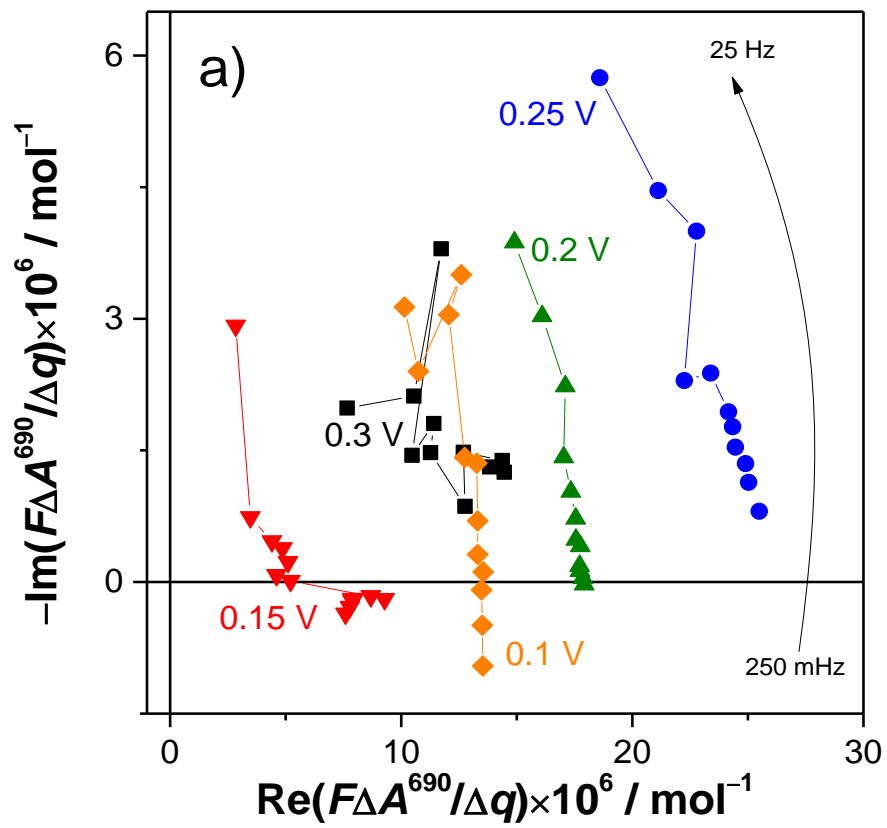 a)
25 Hz
0.25 V
0.2 V
0.3 V
0.15 V
0.1 V
250 mHz
6
3
0
0
10
20
30
–Im(FΔA⁶⁹⁰/Δq)×10⁶ / mol⁻¹
Re(FΔA⁶⁹⁰/Δq)×10⁶ / mol⁻¹